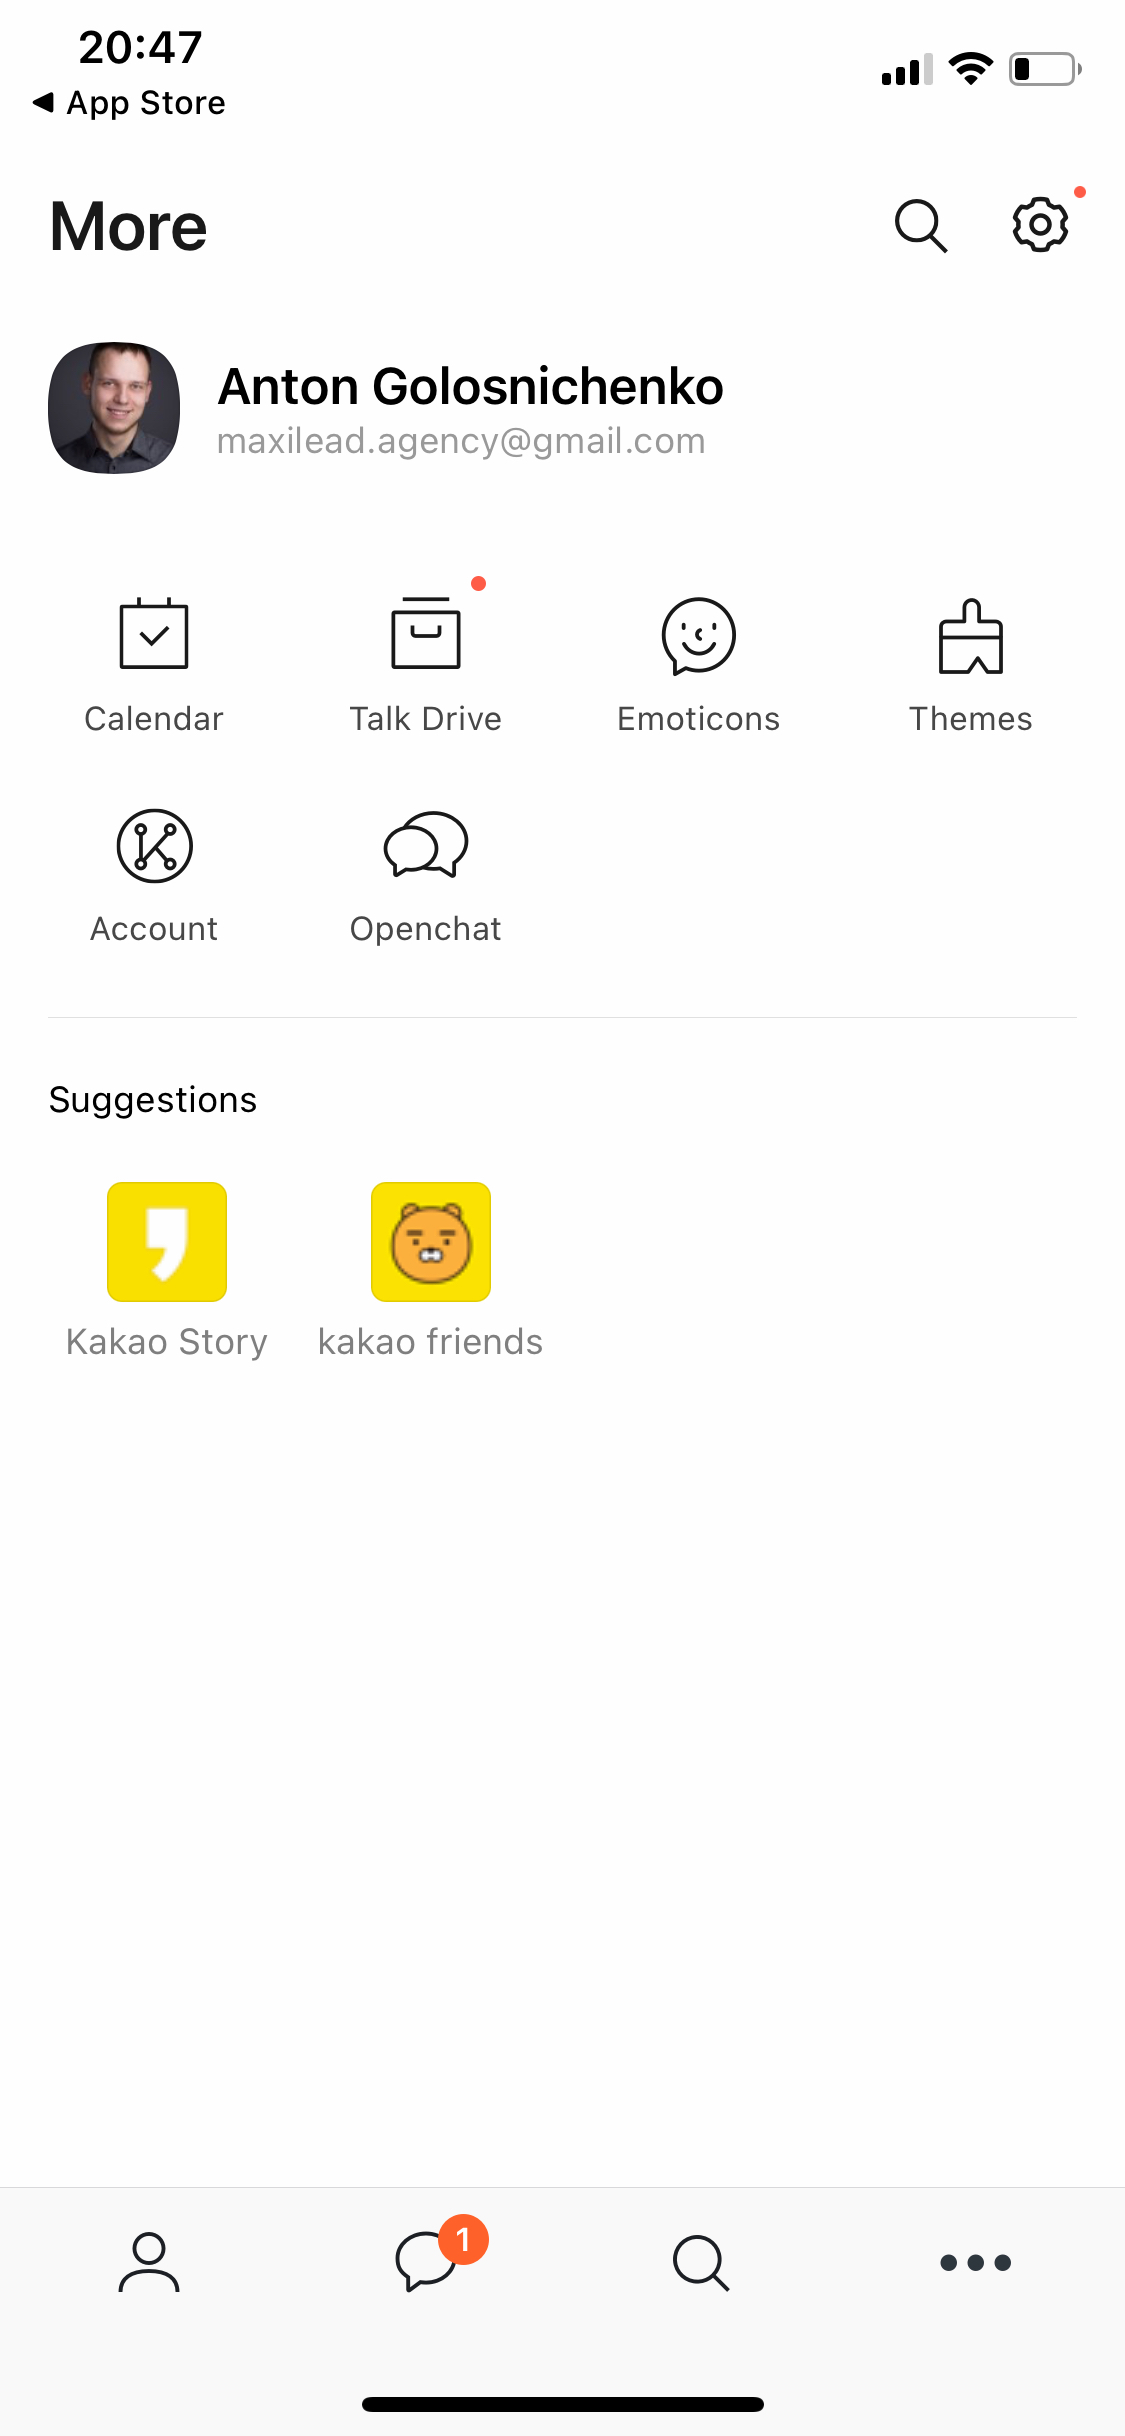 20:47
◀ App Store
More
Anton Golosnichenko
maxilead.agency@gmail.com
Calendar
Talk Drive
Emoticons
Themes
Account
Openchat
Suggestions
Kakao Story
kakao friends
1